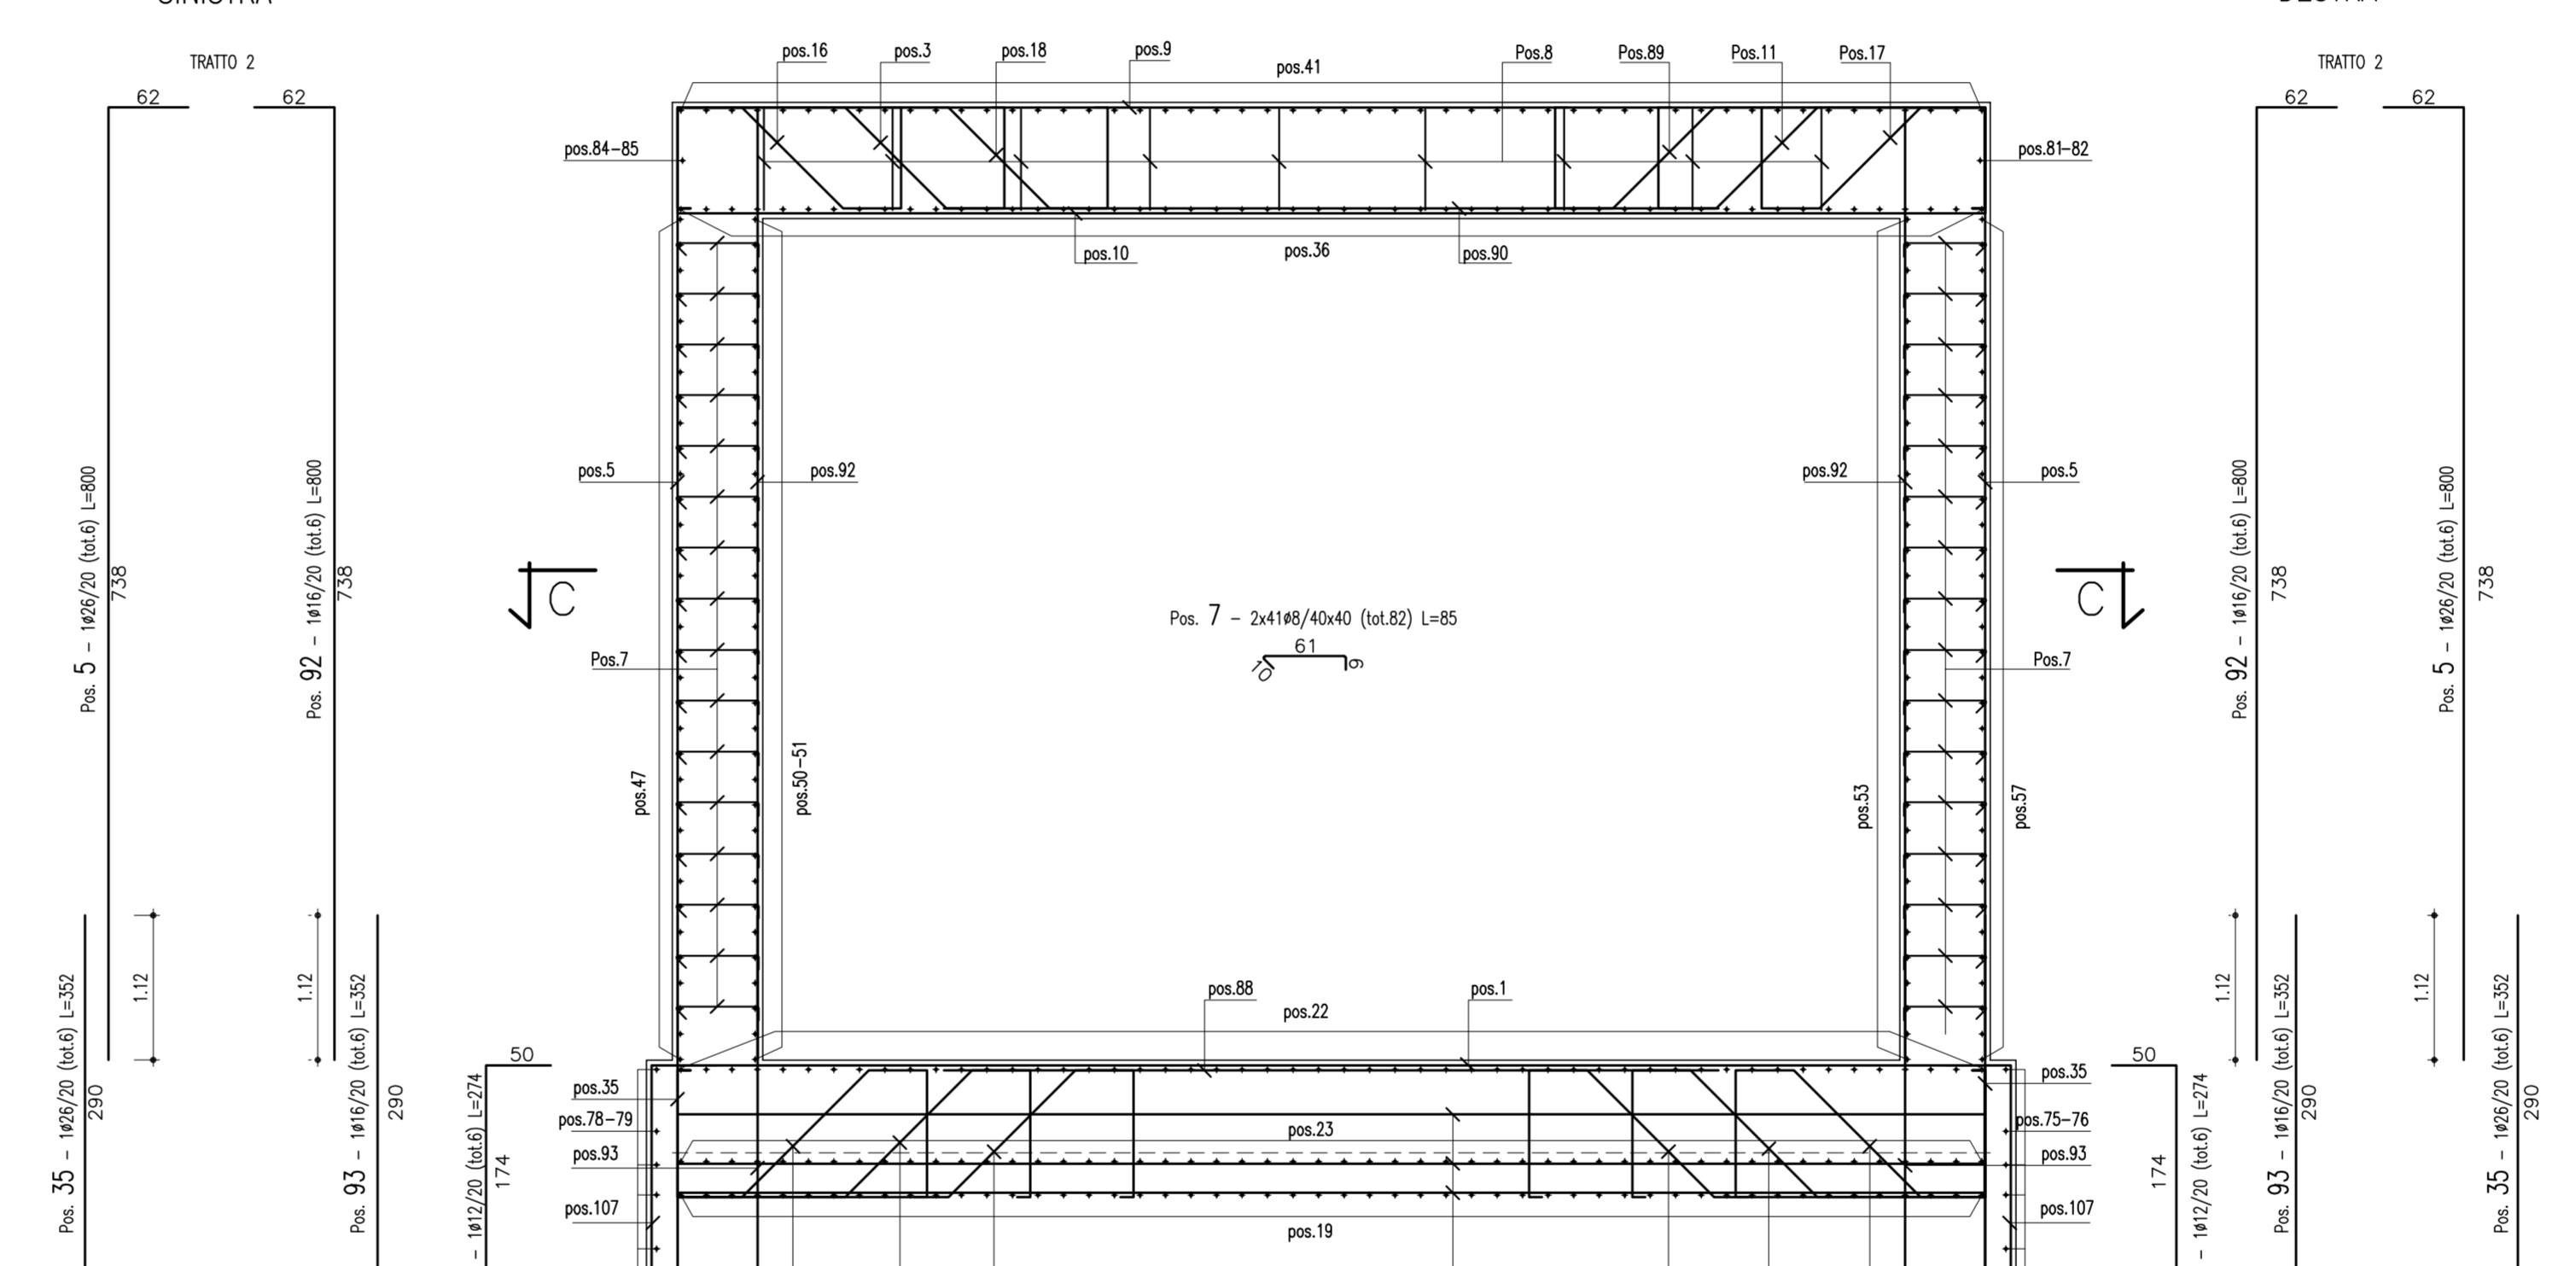 TRATTO 2
TRATTO 2
62
62
62
62
pos.16
pos.3
pos.18
pos.9
pos.41
Pos.8
Pos.89
Pos.11
Pos.17
pos.84-85
pos.81-82
pos.10
pos.36
pos.90
pos.5
pos.92
pos.92
pos.5
Pos. 5 - 1ø26/20 (tot.6) L=800
738
Pos. 92 - 1ø16/20 (tot.6) L=800
738
Pos. 92 - 1ø16/20 (tot.6) L=800
738
Pos. 5 - 1ø26/20 (tot.6) L=800
738
C
C
Pos. 7 - 2x41ø8/40x40 (tot.82) L=85
61
10
9
Pos.7
Pos.7
pos.47
pos.50-51
pos.53
pos.57
1.12
1.12
1.12
1.12
pos.88
pos.1
pos.22
50
50
Pos. 35 - 1ø26/20 (tot.6) L=352
290
Pos. 93 - 1ø16/20 (tot.6) L=352
290
- 1ø12/20 (tot.6) L=274
174
pos.35
pos.35
pos.78-79
pos.75-76
pos.23
pos.93
pos.93
pos.107
pos.107
pos.19
174
- 1ø12/20 (tot.6) L=274
Pos. 93 - 1ø16/20 (tot.6) L=352
290
Pos. 35 - 1ø26/20 (tot.6) L=352
290